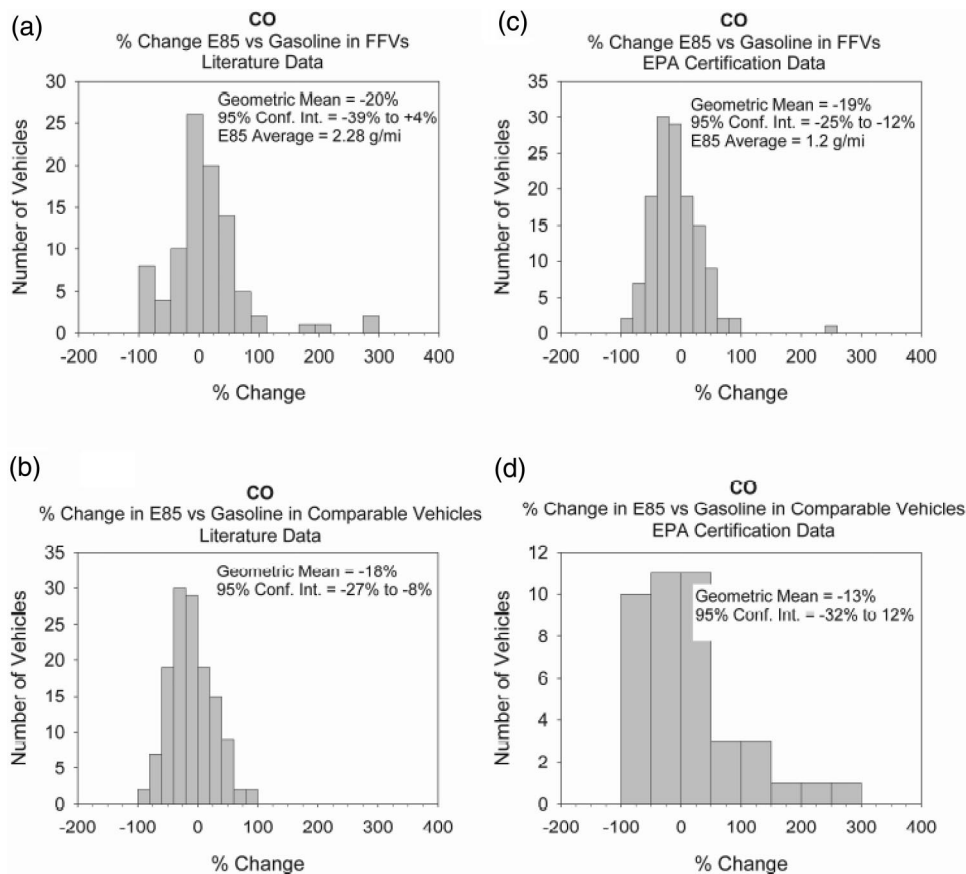 (a)
CO
% Change E85 vs Gasoline in FFVs
Literature Data
Geometric Mean = -20%
95% Conf. Int. = -39% to +4%
E85 Average = 2.28 g/mi
Number of Vehicles
30
25
20
15
10
5
0
-200 -100 0 100 200 300 400
% Change
(c)
CO
% Change E85 vs Gasoline in FFVs
EPA Certification Data
Geometric Mean = -19%
95% Conf. Int. = -25% to -12%
E85 Average = 1.2 g/mi
Number of Vehicles
35
30
25
20
15
10
5
0
-200 -100 0 100 200 300 400
% Change
(b)
CO
% Change in E85 vs Gasoline in Comparable Vehicles
Literature Data
Geometric Mean = -18%
95% Conf. Int. = -27% to -8%
Number of Vehicles
35
30
25
20
15
10
5
0
-200 -100 0 100 200 300 400
% Change
(d)
CO
% Change in E85 vs Gasoline in Comparable Vehicles
EPA Certification Data
Geometric Mean = -13%
95% Conf. Int. = -32% to 12%
Number of Vehicles
12
10
8
6
4
2
0
-200 -100 0 100 200 300 400
% Change